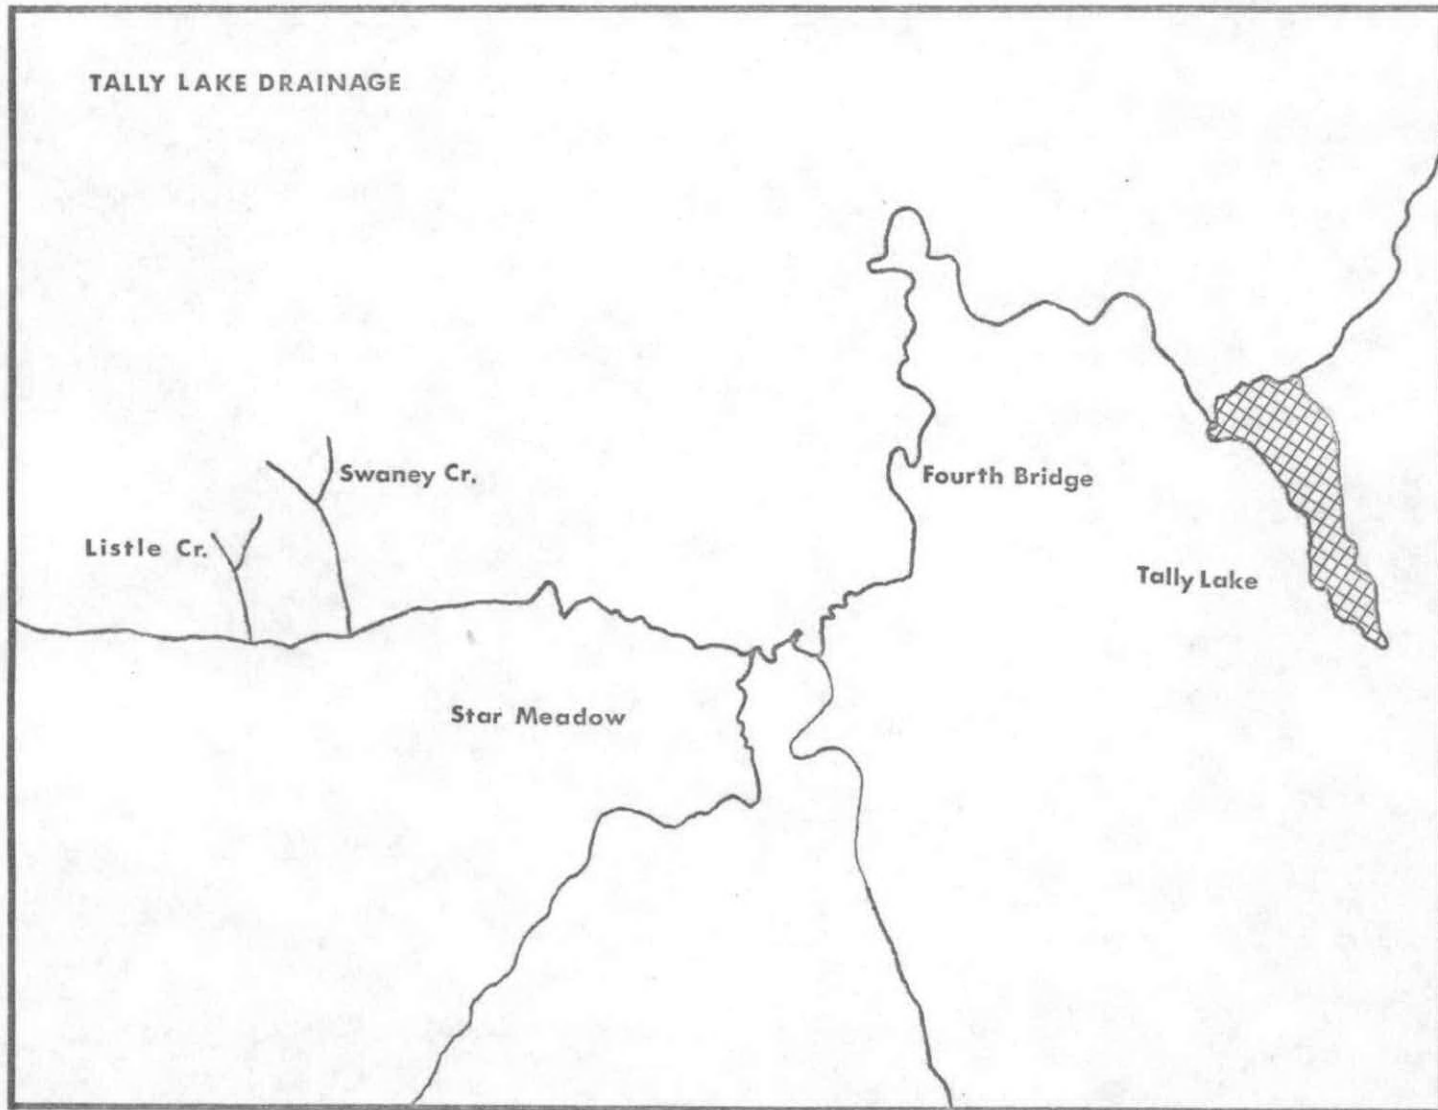 TALLY LAKE DRAINAGE
Swaney Cr.
Fourth Bridge
Listle Cr.
Tally Lake
Star Meadow